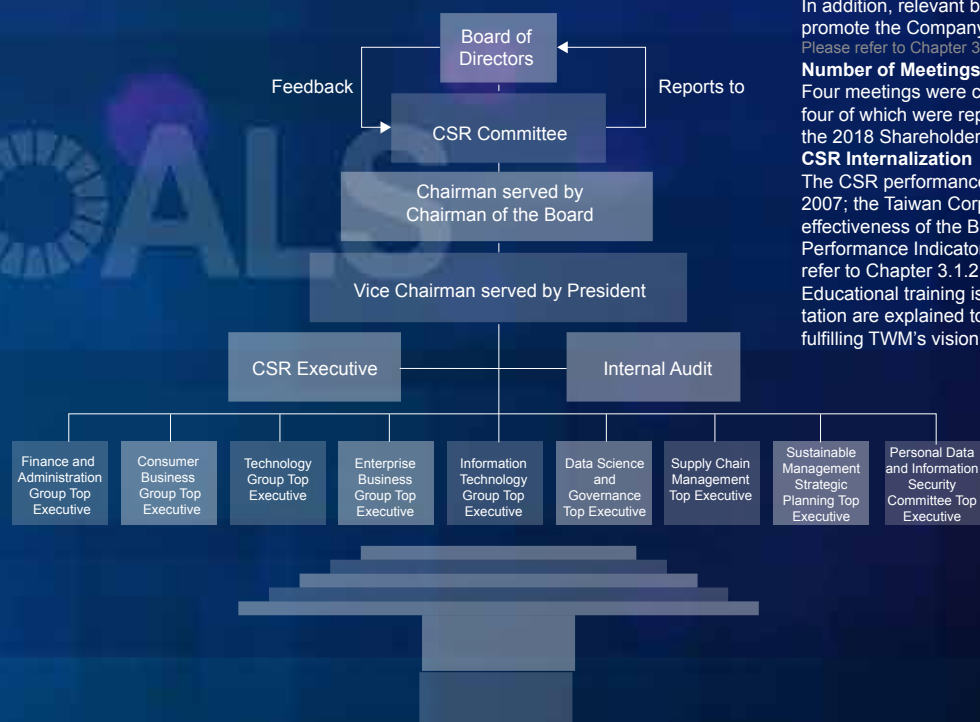 OALS
Board of
Directors
Feedback
Reports to
CSR Committee
Chairman served by
Chairman of the Board
Vice Chairman served by President
CSR Executive
Internal Audit
Finance and
Administration
Group Top
Executive
Consumer
Business
Group Top
Executive
Technology
Group Top
Executive
Enterprise
Business
Group Top
Executive
Information
Technology
Group Top
Executive
Data Science
and
Governance
Top Executive
Supply Chain
Management
Top Executive
Sustainable
Management
Strategic
Planning Top
Executive
Personal Data
and Information
Security
Committee Top
Executive
In addition, relevant b
promote the Company
Please refer to Chapter 3
Number of Meetings
Four meetings were c
four of which were rep
the 2018 Shareholder
CSR Internalization
The CSR performance
2007; the Taiwan Corp
effectiveness of the B
Performance Indicator
refer to Chapter 3.1.2
Educational training is
tation are explained to
fulfilling TWM's vision